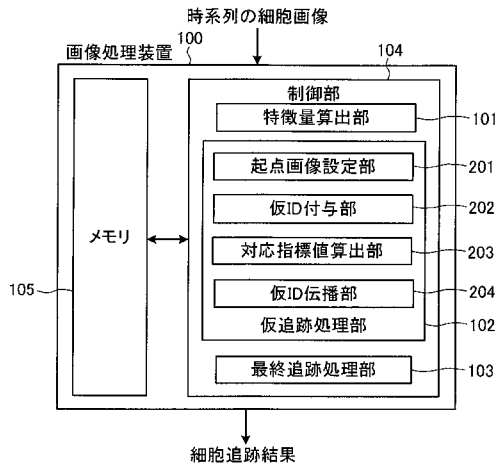 時系列の細胞画像
画像処理装置
100
104
制御部
特徴量算出部
101
起点画像設定部
201
仮ID付与部
202
メモリ
対応指標値算出部
203
105
仮ID伝播部
204
仮追跡処理部
102
最終追跡処理部
103
細胞追跡結果